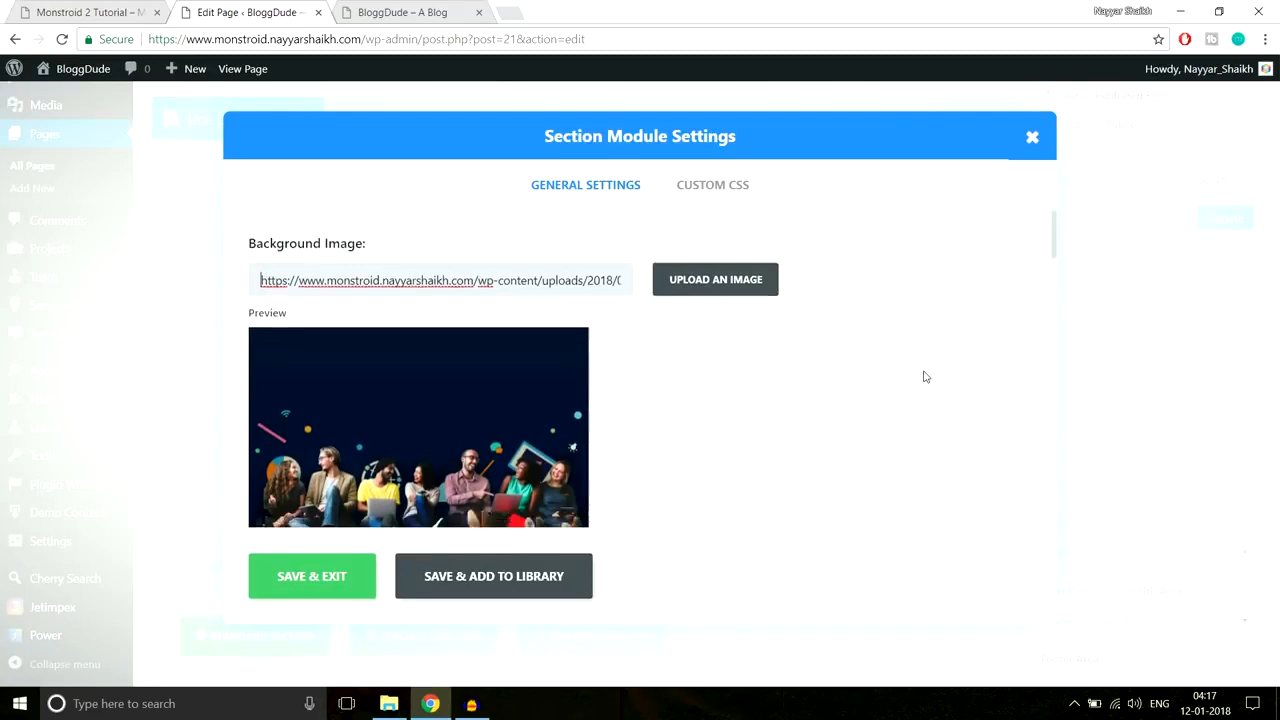 Monstroid 2 Tutorial – M
Edit Page ‹ BloggDude —
BloggDude – A Blog
Nayyar Shaikh
Secure
https://www.monstroid.nayyarshaikh.com/wp-admin/post.php?post=21&action=edit
BloggDude
0
New
View Page
Howdy, Nayyar_Shaikh
Media
Pages
All Pages
Add New
Comments
Projects
Settings
Cherry Search
Jetimpex
Power
Collapse menu
Section Module Settings
GENERAL SETTINGS
CUSTOM CSS
Background Image:
https://www.monstroid.nayyarshaikh.com/wp-content/uploads/2018/0
UPLOAD AN IMAGE
Preview
SAVE & EXIT
SAVE & ADD TO LIBRARY
Type here to search
ENG
04:17
12-01-2018